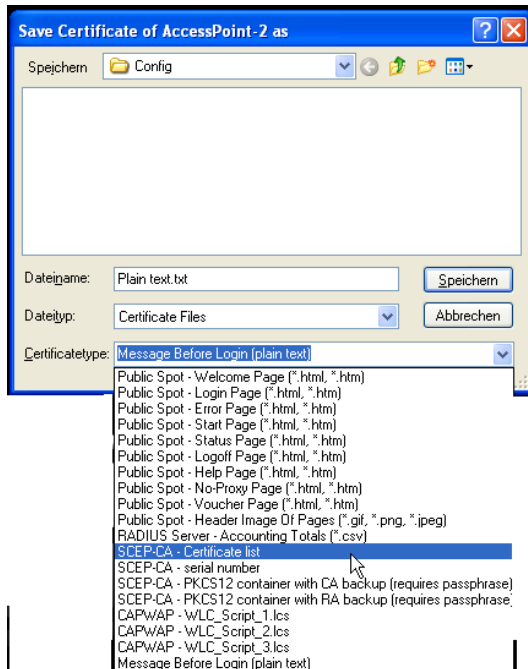 Save Certificate of AccessPoint-2 as
Speichern Config
Dateiname: Plain text.txt Speichern
Dateityp: Certificate Files Abbrechen
Certificatetype: Message Before Login (plain text)
Public Spot - Welcome Page (*.html, *.htm)
Public Spot - Login Page (*.html, *.htm)
Public Spot - Error Page (*.html, *.htm)
Public Spot - Start Page (*.html, *.htm)
Public Spot - Status Page (*.html, *.htm)
Public Spot - Logoff Page (*.html, *.htm)
Public Spot - Help Page (*.html, *.htm)
Public Spot - No-Proxy Page (*.html, *.htm)
Public Spot - Voucher Page (*.html, *.htm)
Public Spot - Header Image Of Pages (*.gif, *.png, *.jpeg)
RADIUS Server - Accounting Totals (*.csv)
SCEP-CA - Certificate list
SCEP-CA - serial number
SCEP-CA - PKCS12 container with CA backup (requires passphrase)
SCEP-CA - PKCS12 container with RA backup (requires passphrase)
CAPWAP - WLC_Script_1.lcs
CAPWAP - WLC_Script_2.lcs
CAPWAP - WLC_Script_3.lcs
Message Before Login (plain text)